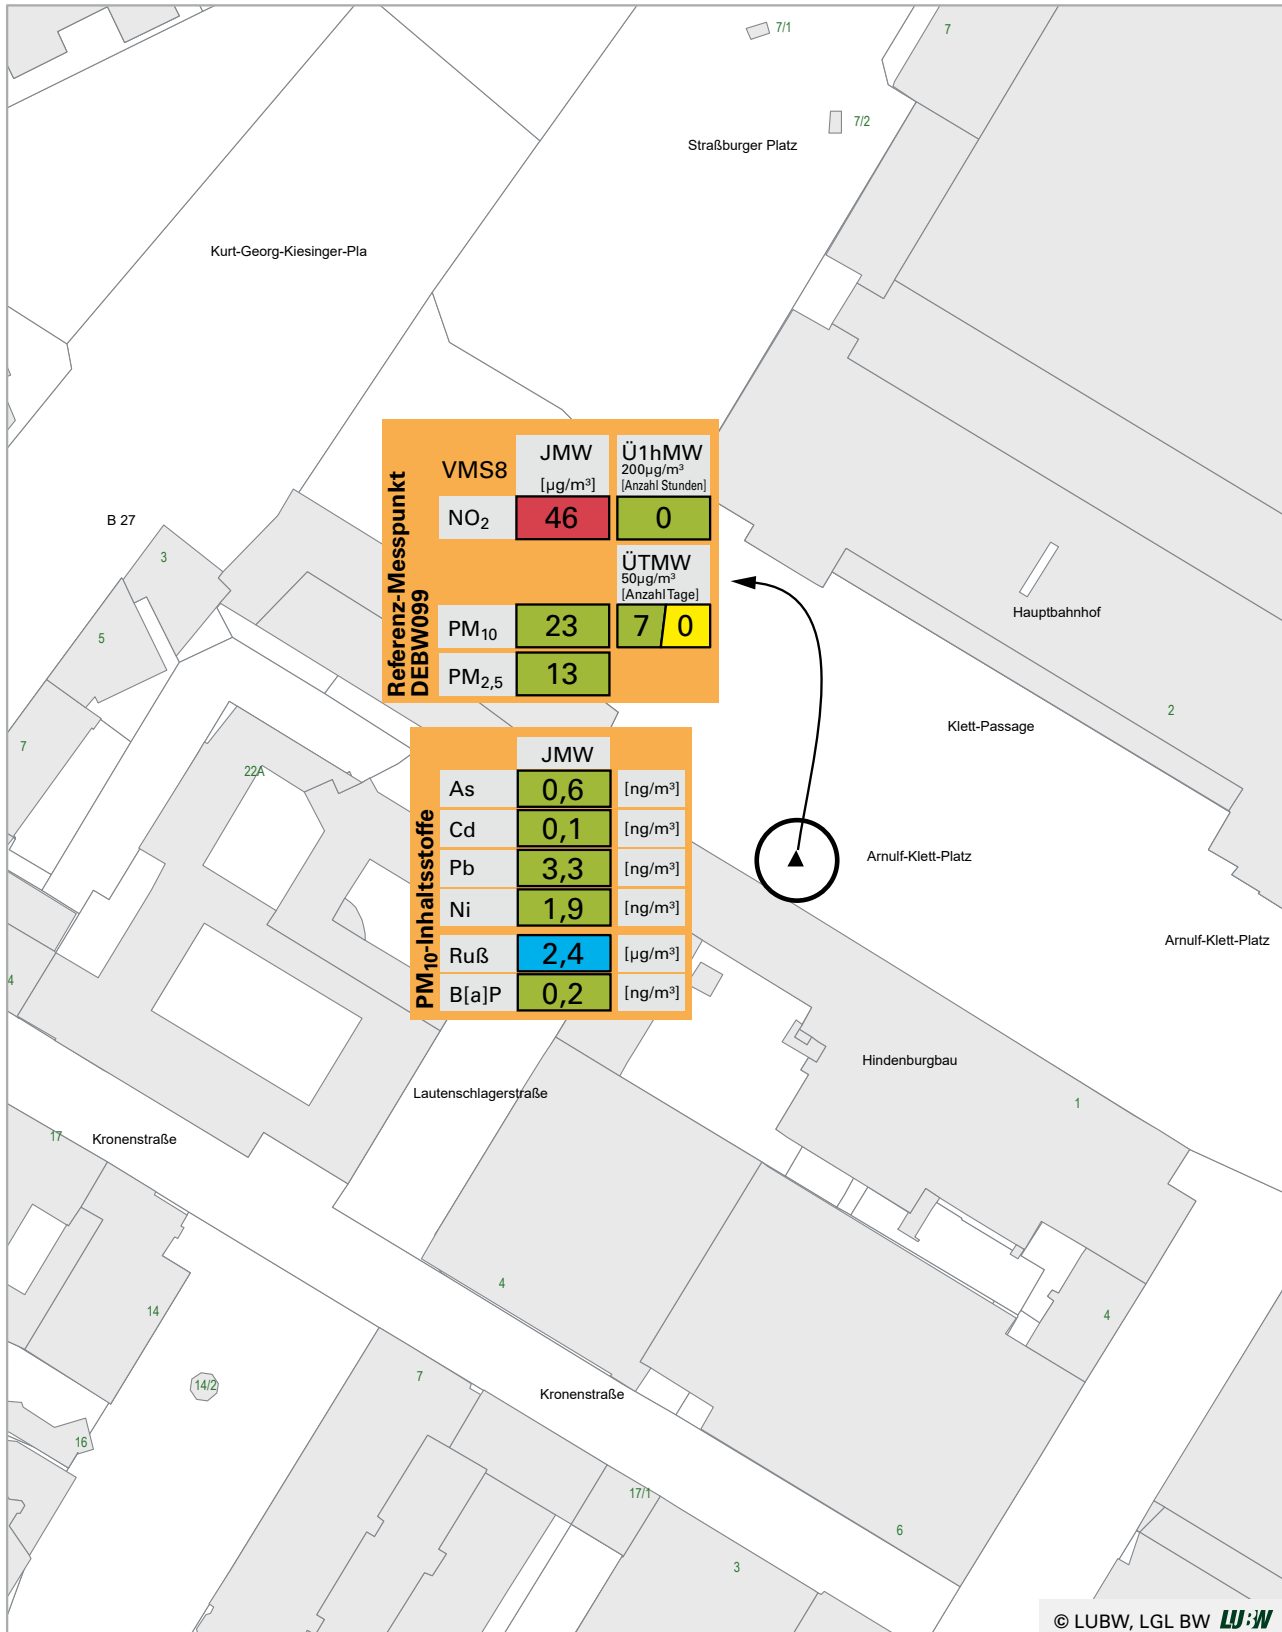 7/1
7
7/2
Straßburger Platz
Kurt-Georg-Kiesinger-Pla
B 27
3
5
7
22A
4
Referenz-Messpunkt
DEBW099
VMS8
JMW
[µg/m³]
Ü1hMW
200µg/m³
[Anzahl Stunden]
NO₂ 46 0
ÜTMW
50µg/m³
[Anzahl Tage]
PM₁₀ 23 7 0
PM₂,₅ 13
PM₁₀-Inhaltsstoffe
JMW
As 0,6 [ng/m³]
Cd 0,1 [ng/m³]
Pb 3,3 [ng/m³]
Ni 1,9 [ng/m³]
Ruß 2,4 [µg/m³]
B[a]P 0,2 [ng/m³]
Hauptbahnhof
2
Klett-Passage
Arnulf-Klett-Platz
Arnulf-Klett-Platz
Hindenburgbau
1
Lautenschlagerstraße
17
Kronenstraße
4
4
14
7
14/2
Kronenstraße
16
17/1
6
3
© LUBW, LGL BW LUBW